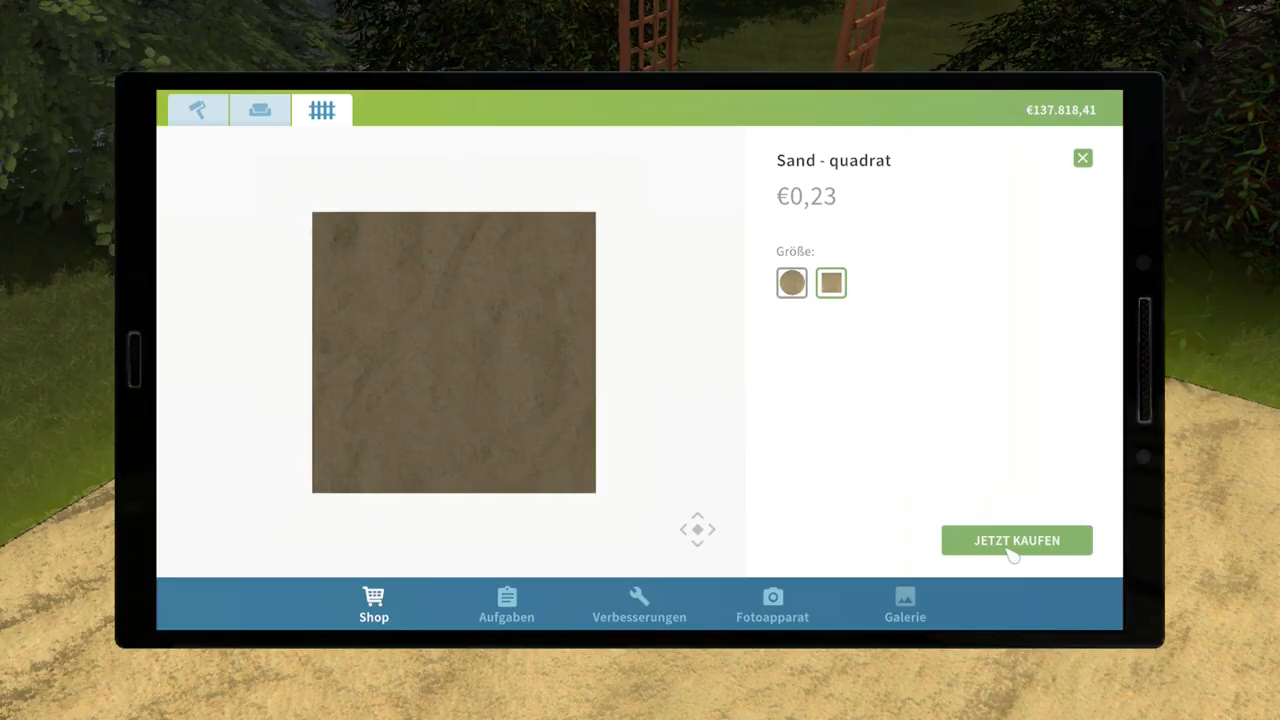 €137.818,41
Sand - quadrat
€0,23
Größe:
JETZT KAUFEN
Shop
Aufgaben
Verbesserungen
Fotoapparat
Galerie